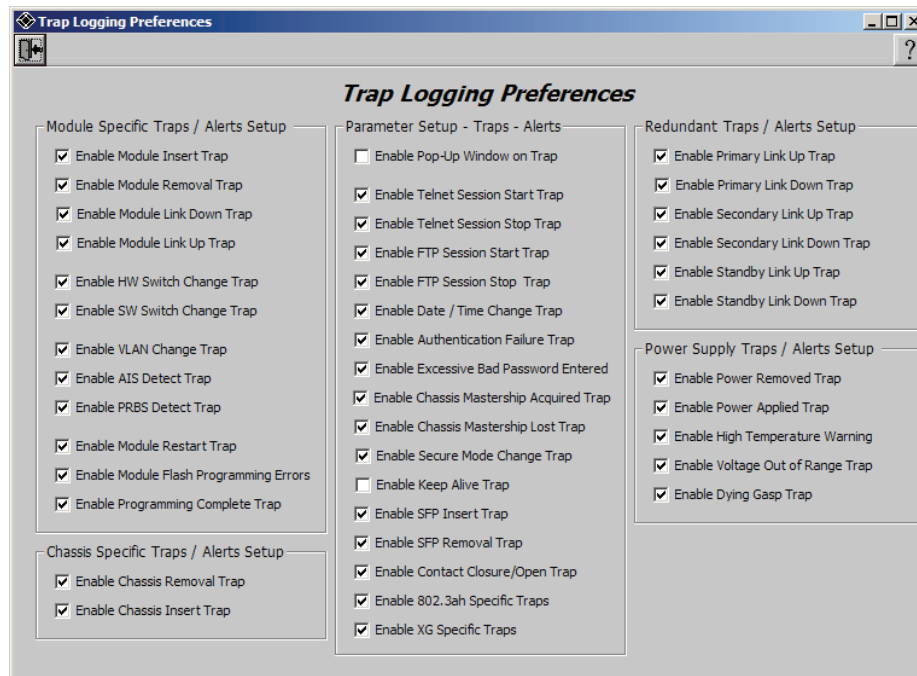 Trap Logging Preferences
?
Trap Logging Preferences
Module Specific Traps / Alerts Setup
Enable Module Insert Trap
Enable Module Removal Trap
Enable Module Link Down Trap
Enable Module Link Up Trap
Enable HW Switch Change Trap
Enable SW Switch Change Trap
Enable VLAN Change Trap
Enable AIS Detect Trap
Enable PRBS Detect Trap
Enable Module Restart Trap
Enable Module Flash Programming Errors
Enable Programming Complete Trap
Chassis Specific Traps / Alerts Setup
Enable Chassis Removal Trap
Enable Chassis Insert Trap
Parameter Setup - Traps - Alerts
Enable Pop-Up Window on Trap
Enable Telnet Session Start Trap
Enable Telnet Session Stop Trap
Enable FTP Session Start Trap
Enable FTP Session Stop Trap
Enable Date / Time Change Trap
Enable Authentication Failure Trap
Enable Excessive Bad Password Entered
Enable Chassis Mastership Acquired Trap
Enable Chassis Mastership Lost Trap
Enable Secure Mode Change Trap
Enable Keep Alive Trap
Enable SFP Insert Trap
Enable SFP Removal Trap
Enable Contact Closure/Open Trap
Enable 802.3ah Specific Traps
Enable XG Specific Traps
Redundant Traps / Alerts Setup
Enable Primary Link Up Trap
Enable Primary Link Down Trap
Enable Secondary Link Up Trap
Enable Secondary Link Down Trap
Enable Standby Link Up Trap
Enable Standby Link Down Trap
Power Supply Traps / Alerts Setup
Enable Power Removed Trap
Enable Power Applied Trap
Enable High Temperature Warning
Enable Voltage Out of Range Trap
Enable Dying Gasp Trap